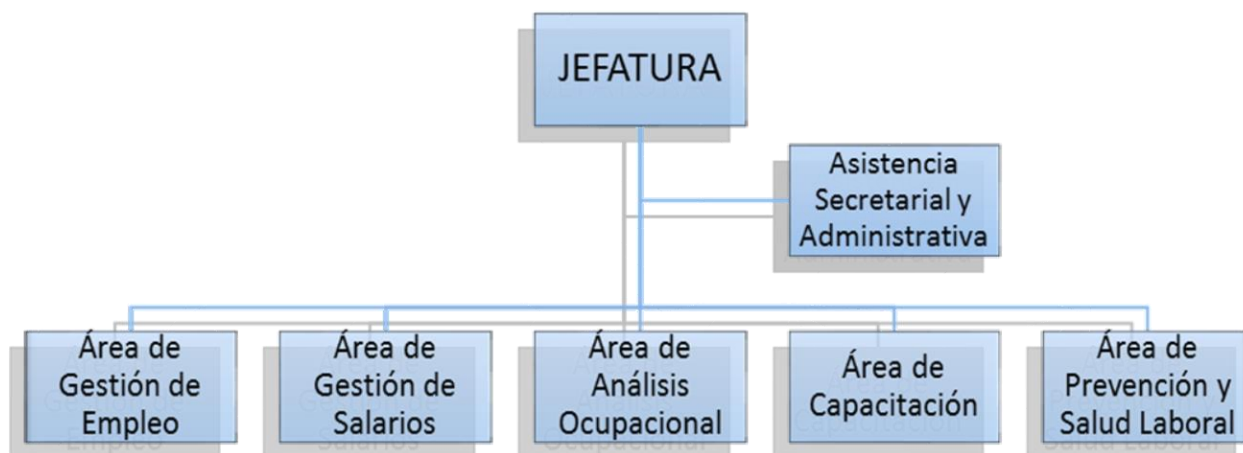 JEFATURA
Asistencia
Secretarial y
Administrativa
Área de
Gestión de
Empleo
Área de
Gestión de
Salarios
Área de
Análisis
Ocupacional
Área de
Capacitación
Área de
Prevención y
Salud Laboral